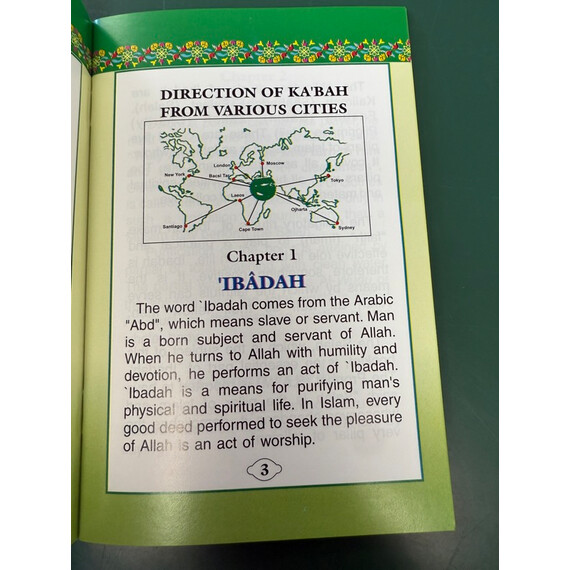 DIRECTION OF KA'BAH
FROM VARIOUS CITIES
London
Moscow
New York
Bacel Tat
Tokyo
Laoos
Ojharta
Santiago
Cape Town
Sydney
Chapter 1
'IBÂDAH
The word `Ibadah comes from the Arabic
"Abd", which means slave or servant. Man
is a born subject and servant of Allah.
When he turns to Allah with humility and
devotion, he performs an act of `Ibadah.
`Ibadah is a means for purifying man's
physical and spiritual life. In Islam, every
good deed performed to seek the pleasure
of Allah is an act of worship.
3